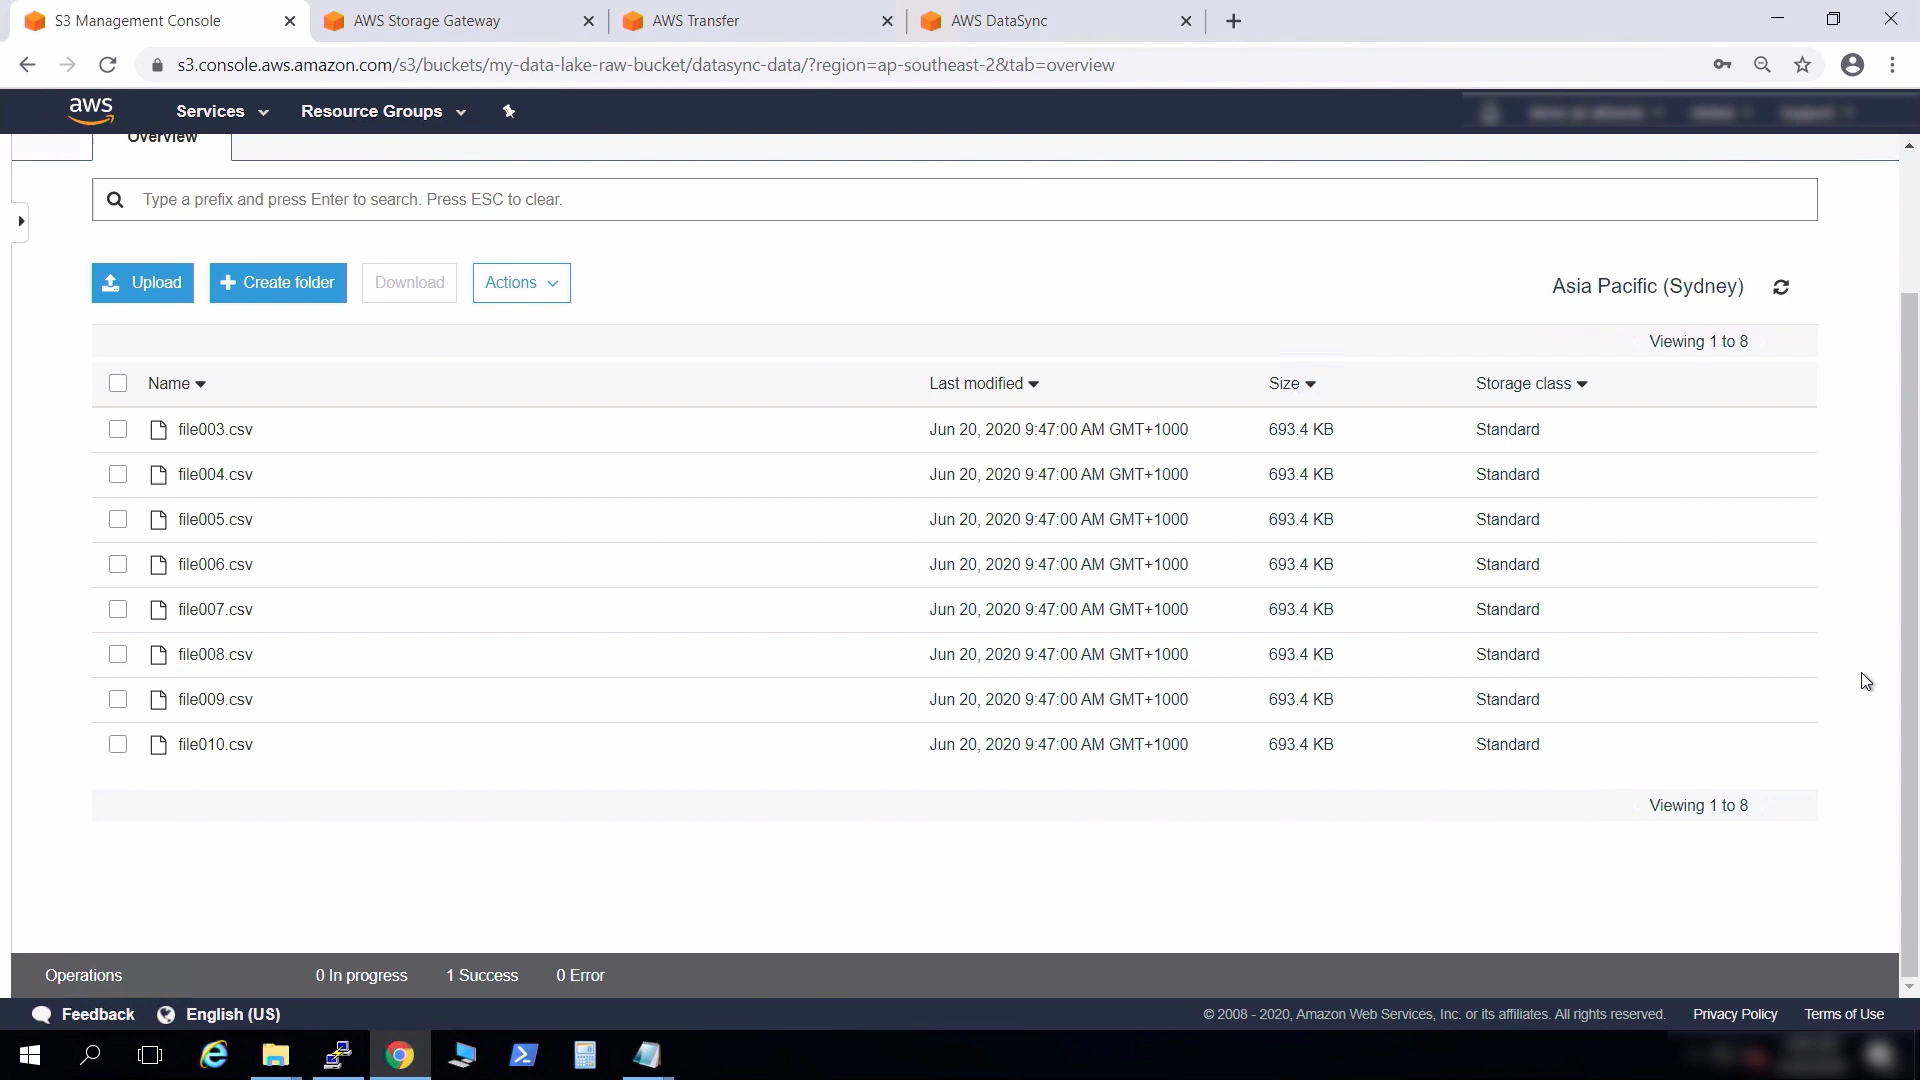 S3 Management Console
AWS Storage Gateway
AWS Transfer
AWS DataSync
s3.console.aws.amazon.com/s3/buckets/my-data-lake-raw-bucket/datasync-data/?region=ap-southeast-2&tab=overview
aws
Services
Resource Groups
Overview
Type a prefix and press Enter to search. Press ESC to clear.
Upload
Create folder
Download
Actions
Asia Pacific (Sydney)
Viewing 1 to 8
Name Last modified Size Storage class
file003.csv Jun 20, 2020 9:47:00 AM GMT+1000 693.4 KB Standard
file004.csv Jun 20, 2020 9:47:00 AM GMT+1000 693.4 KB Standard
file005.csv Jun 20, 2020 9:47:00 AM GMT+1000 693.4 KB Standard
file006.csv Jun 20, 2020 9:47:00 AM GMT+1000 693.4 KB Standard
file007.csv Jun 20, 2020 9:47:00 AM GMT+1000 693.4 KB Standard
file008.csv Jun 20, 2020 9:47:00 AM GMT+1000 693.4 KB Standard
file009.csv Jun 20, 2020 9:47:00 AM GMT+1000 693.4 KB Standard
file010.csv Jun 20, 2020 9:47:00 AM GMT+1000 693.4 KB Standard
Viewing 1 to 8
Operations 0 In progress 1 Success 0 Error
Feedback English (US) © 2008 - 2020, Amazon Web Services, Inc. or its affiliates. All rights reserved. Privacy Policy Terms of Use